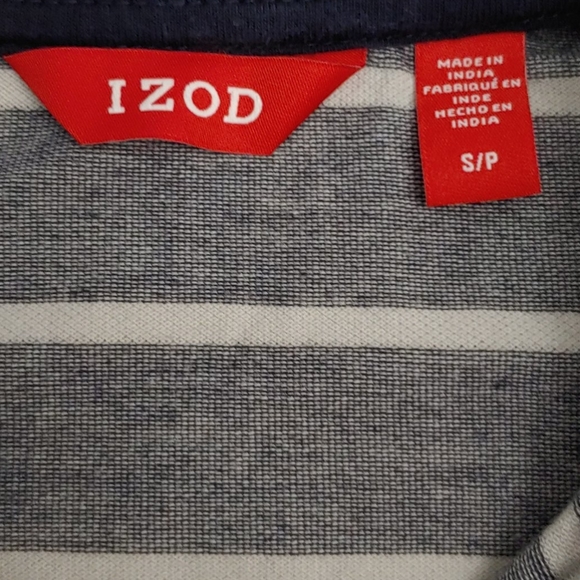 IZOD
MADE IN
INDIA
FABRIQUÉ EN
INDE
HECHO EN
INDIA
S/P